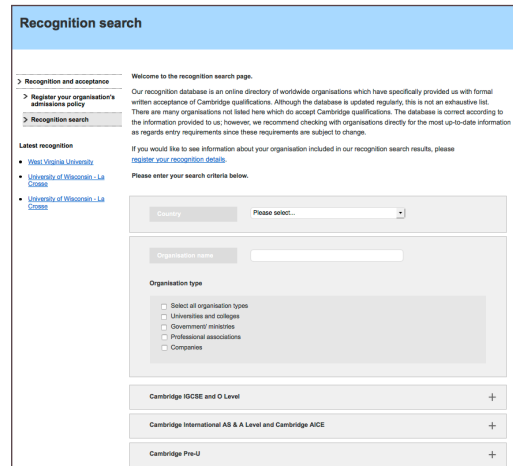 Recognition search
Recognition and acceptance
Register your organisation's
admissions policy
Recognition search
Latest recognition
West Virginia University
University of Wisconsin - La
Crosse
University of Wisconsin - La
Crosse
Welcome to the recognition search page.
Our recognition database is an online directory of worldwide organisations which have specifically provided us with formal
written acceptance of Cambridge qualifications. Although the database is updated regularly, this is not an exhaustive list.
There are many organisations not listed here which do accept Cambridge qualifications. The database is correct according to
the information provided to us; however, we recommend checking with organisations directly for the most up-to-date information
as regards entry requirements since these requirements are subject to change.
If you would like to see information about your organisation included in our recognition search results, please
register your recognition details.
Please enter your search criteria below.
Country Please select...
Organisation name
Organisation type
Select all organisation types
Universities and colleges
Government/ ministries
Professional associations
Companies
Cambridge IGCSE and O Level +
Cambridge International AS & A Level and Cambridge AICE +
Cambridge Pre-U +